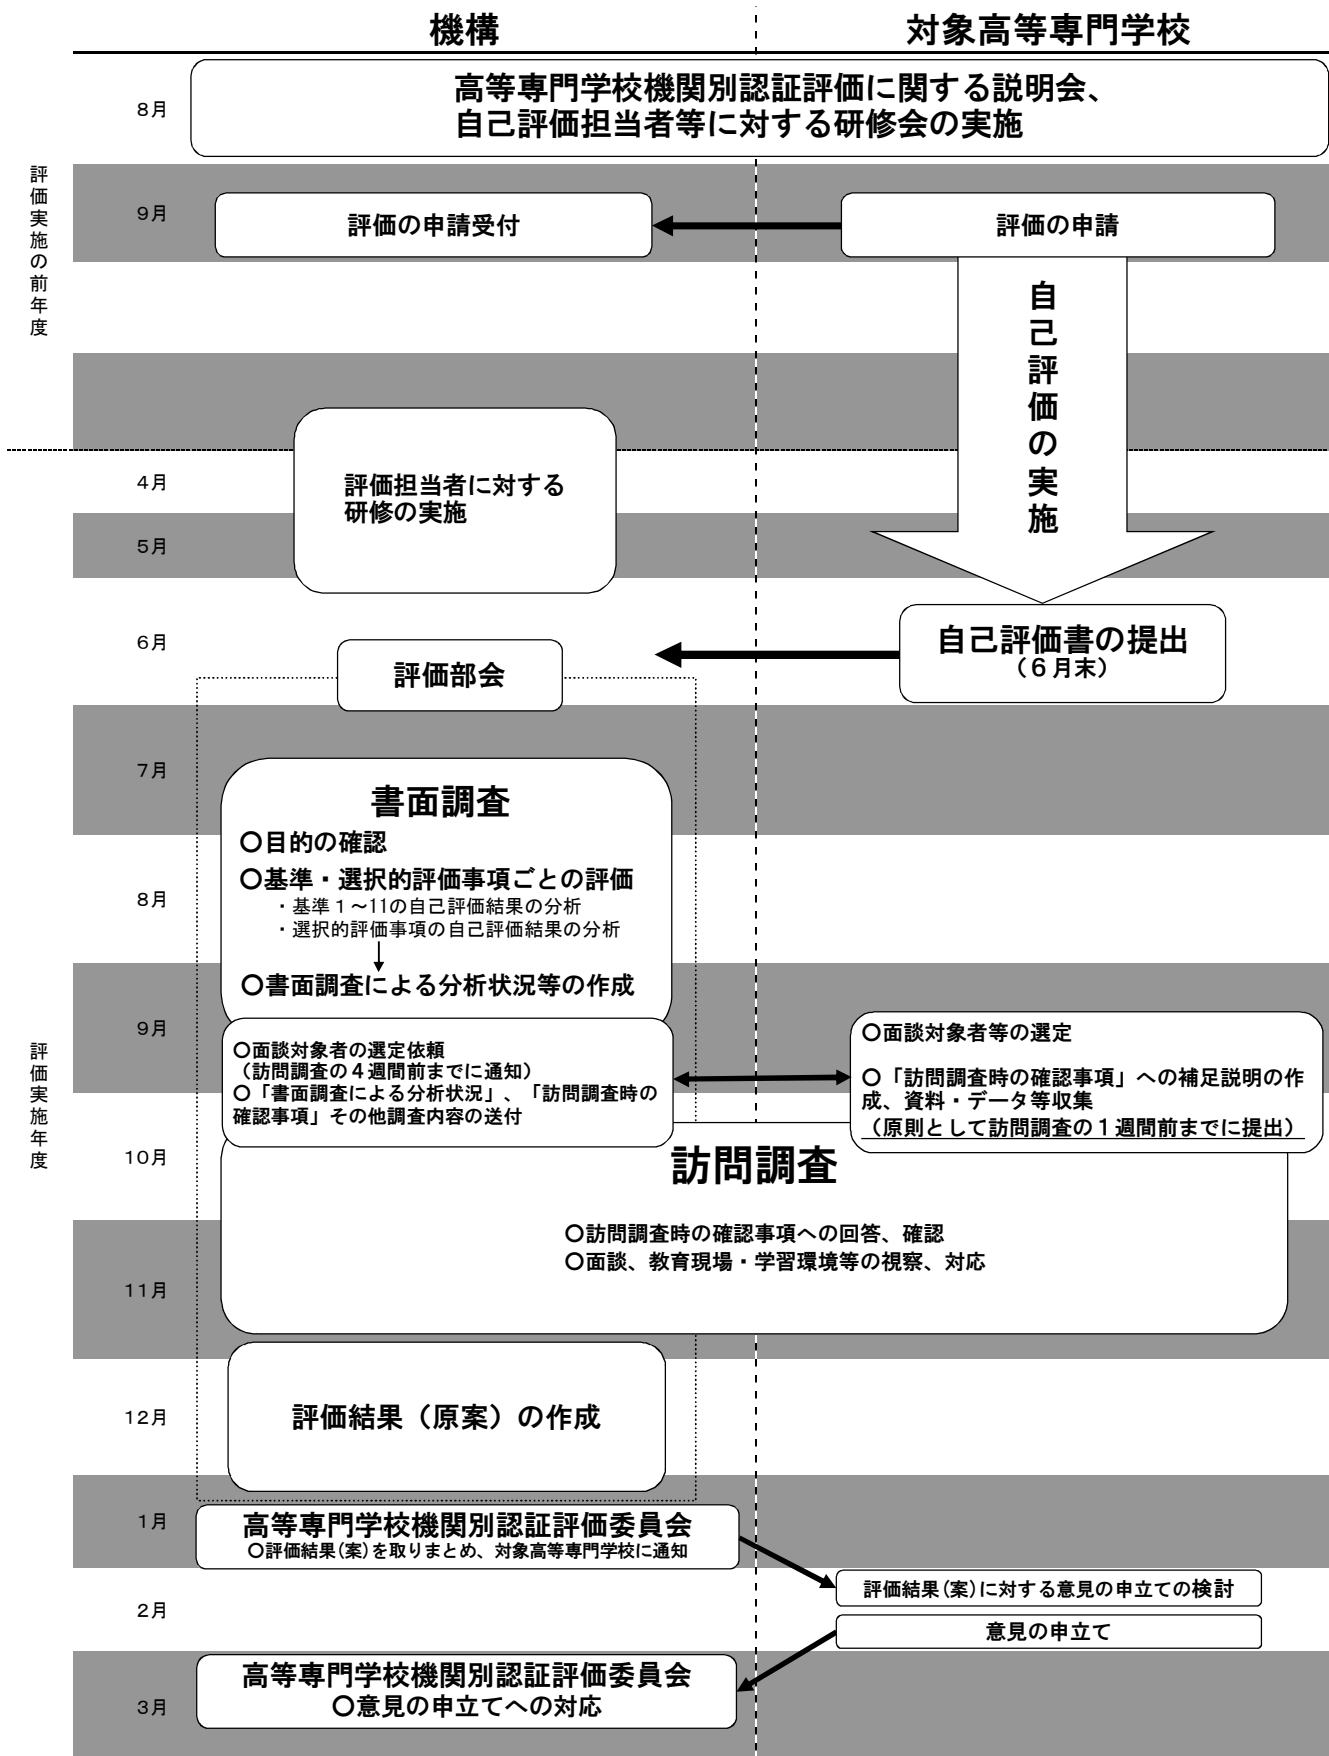 機構
対象高等専門学校
評価実施の前年度
8月
高等専門学校機関別認証評価に関する説明会、
自己評価担当者等に対する研修会の実施
9月
評価の申請受付
評価の申請
自己評価の実施
4月
評価担当者に対する
研修の実施
5月
6月
自己評価書の提出
（６月末）
評価部会
評価実施年度
7月
書面調査
〇目的の確認
〇基準・選択的評価事項ごとの評価
8月
・基準１～11の自己評価結果の分析
・選択的評価事項の自己評価結果の分析
〇書面調査による分析状況等の作成
9月
〇面談対象者の選定依頼
（訪問調査の４週間前までに通知）
〇「書面調査による分析状況」、「訪問調査時の
確認事項」その他調査内容の送付
〇面談対象者等の選定
〇「訪問調査時の確認事項」への補足説明の作
成、資料・データ等収集
（原則として訪問調査の１週間前までに提出）
10月
訪問調査
〇訪問調査時の確認事項への回答、確認
〇面談、教育現場・学習環境等の視察、対応
11月
12月
評価結果（原案）の作成
1月
高等専門学校機関別認証評価委員会
〇評価結果(案)を取りまとめ、対象高等専門学校に通知
評価結果(案)に対する意見の申立ての検討
2月
意見の申立て
高等専門学校機関別認証評価委員会
〇意見の申立てへの対応
3月